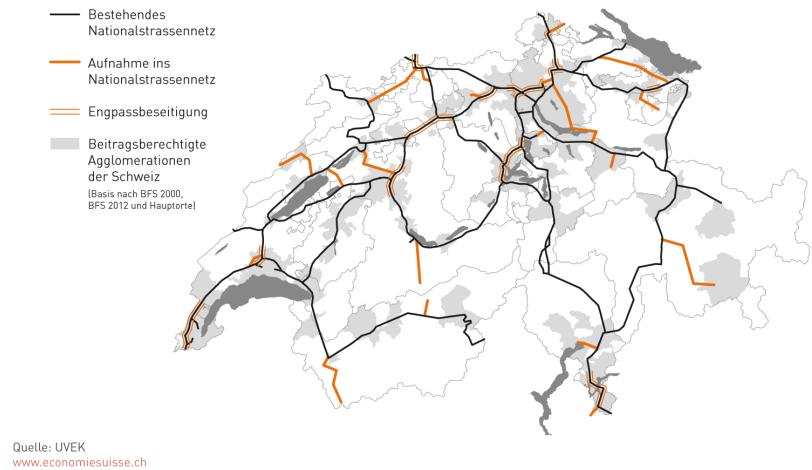 Bestehendes
Nationalstrassennetz
Aufnahme ins
Nationalstrassennetz
Engpassbeseitigung
Beitragsberechtigte
Agglomerationen
der Schweiz
(Basis nach BFS 2000,
BFS 2012 und Hauptorte)
Quelle: UVEK
www.economiesuisse.ch